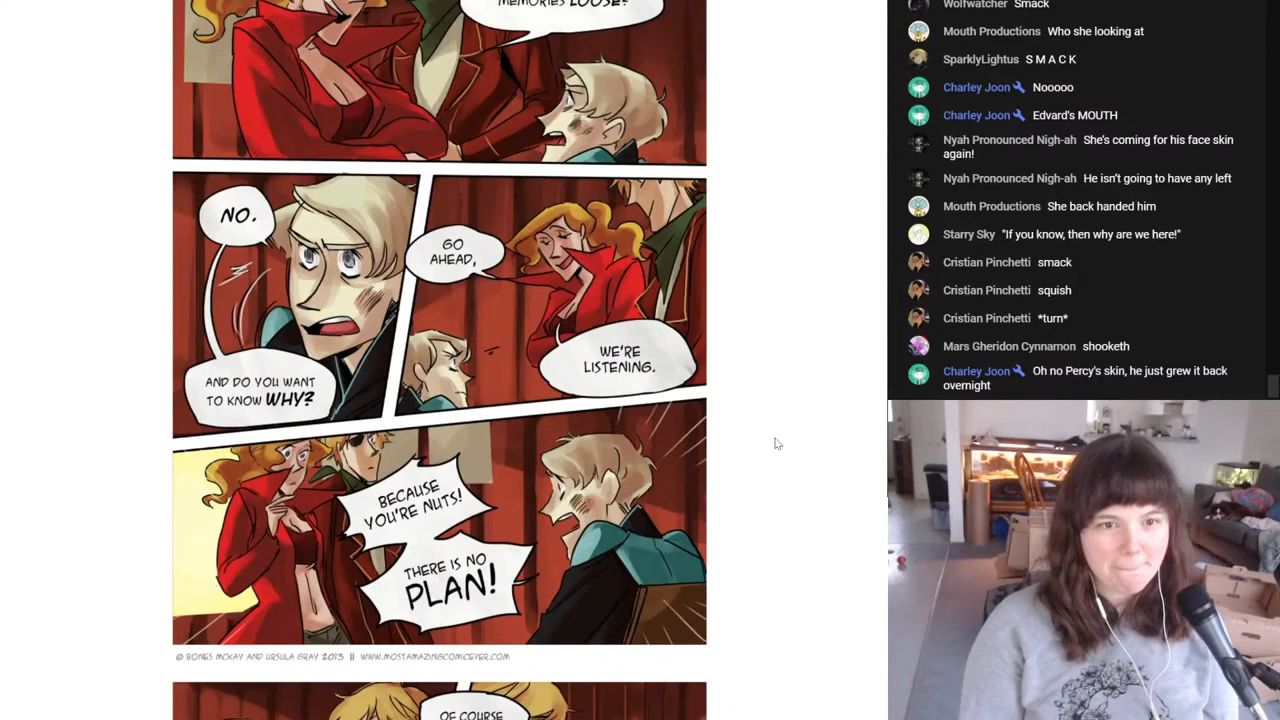 MEMORIES LOOSE?
NO.
AND DO YOU WANT
TO KNOW WHY?
GO
AHEAD,
WE'RE
LISTENING.
BECAUSE
YOU'RE NUTS!
THERE IS NO
PLAN!
© BONES MCKAY AND URSULA GRAY 2013 || WWW.MOSTAMAZINGCOMICEVER.COM
OF COURSE
Wolfwatcher Smack
Mouth Productions Who she looking at
SparklyLightus S M A C K
Charley Joon Nooooo
Charley Joon Edvard's MOUTH
Nyah Pronounced Nigh-ah She's coming for his face skin
again!
Nyah Pronounced Nigh-ah He isn't going to have any left
Mouth Productions She back handed him
Starry Sky "If you know, then why are we here!"
Cristian Pinchetti smack
Cristian Pinchetti squish
Cristian Pinchetti *turn*
Mars Gheridon Cynnamon shooketh
Charley Joon Oh no Percy's skin, he just grew it back
overnight